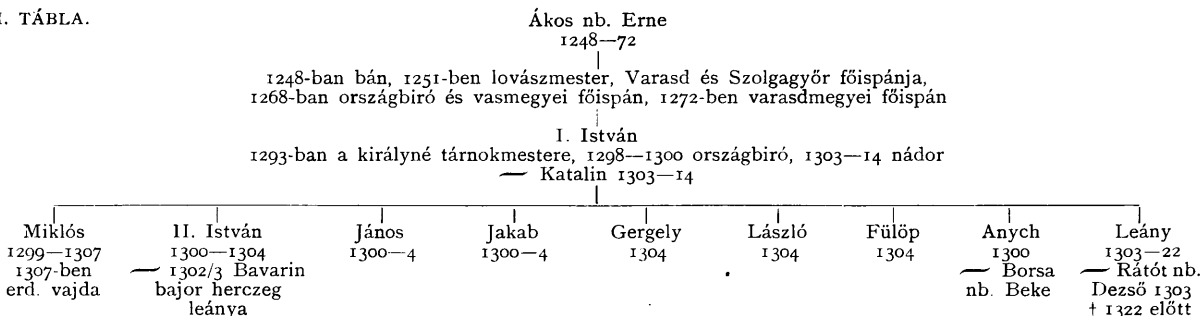 I. TÁBLA.
Ákos nb. Erne
1248—72
1248-ban bán, 1251-ben lovászmester, Varasd és Szolgagyőr főispánja,
1268-ban országbiró és vasmegyei főispán, 1272-ben varasdmegyei főispán
I. István
1293-ban a királyné tárnokmestere, 1298—1300 országbiró, 1303—14 nádor
— Katalin 1303—14
Miklós
1299—1307
1307-ben
erd. vajda
II. István
1300—1304
— 1302/3 Bavarin
bajor herczeg
leánya
János
1300—4
Jakab
1300—4
Gergely
1304
László
1304
Fülöp
1304
Anych
1300
— Borsa
nb. Beke
Leány
1303—22
— Rátót nb.
Dezső 1303
† 1322 előtt